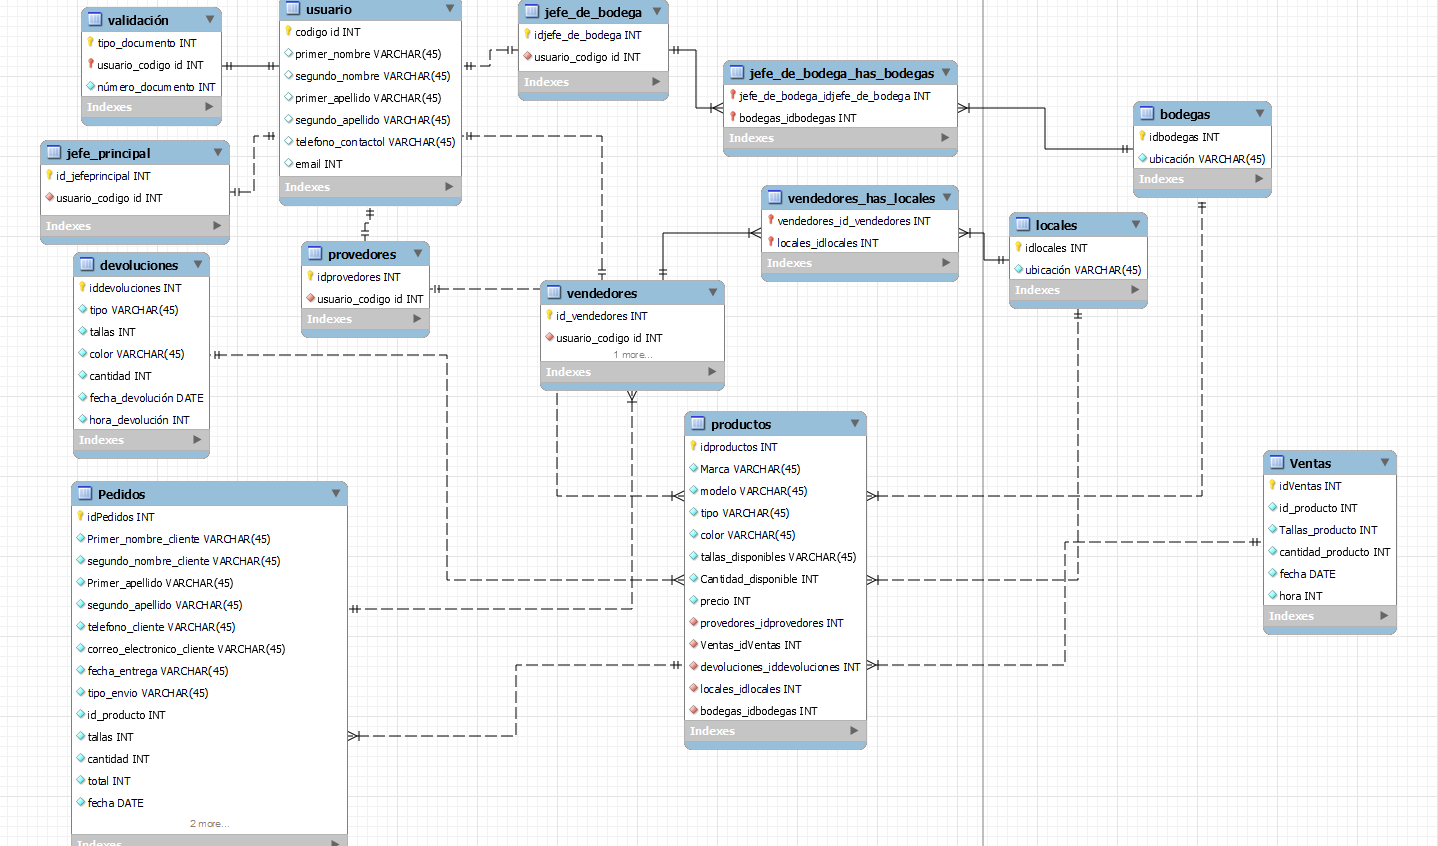 validación
tipo_documento INT
usuario_codigo id INT
número_documento INT
Indexes
usuario
codigo id INT
primer_nombre VARCHAR(45)
segundo_nombre VARCHAR(45)
primer_apellido VARCHAR(45)
segundo_apellido VARCHAR(45)
telefono_contactol VARCHAR(45)
email INT
Indexes
jefe_de_bodega
idjefe_de_bodega INT
usuario_codigo id INT
Indexes
jefe_de_bodega_has_bodegas
jefe_de_bodega_idjefe_de_bodega INT
bodegas_idbodegas INT
Indexes
bodegas
idbodegas INT
ubicación VARCHAR(45)
Indexes
jefe_principal
id_jefeprincipal INT
usuario_codigo id INT
Indexes
vendedores_has_locales
vendedores_id_vendedores INT
locales_idlocales INT
Indexes
locales
idlocales INT
ubicación VARCHAR(45)
Indexes
devoluciones
iddevoluciones INT
tipo VARCHAR(45)
tallas INT
color VARCHAR(45)
cantidad INT
fecha_devolución DATE
hora_devolución INT
Indexes
provedores
idprovedores INT
usuario_codigo id INT
Indexes
vendedores
id_vendedores INT
usuario_codigo id INT
1 more...
Indexes
productos
idproductos INT
Marca VARCHAR(45)
modelo VARCHAR(45)
tipo VARCHAR(45)
color VARCHAR(45)
tallas_disponibles VARCHAR(45)
Cantidad_disponible INT
precio INT
provedores_idprovedores INT
Ventas_idVentas INT
devoluciones_iddevoluciones INT
locales_idlocales INT
bodegas_idbodegas INT
Indexes
Ventas
idVentas INT
id_producto INT
Tallas_producto INT
cantidad_producto INT
fecha DATE
hora INT
Indexes
Pedidos
idPedidos INT
Primer_nombre_cliente VARCHAR(45)
segundo_nombre_cliente VARCHAR(45)
Primer_apellido VARCHAR(45)
segundo_apellido VARCHAR(45)
telefono_cliente VARCHAR(45)
correo_electronico_cliente VARCHAR(45)
fecha_entrega VARCHAR(45)
tipo_envio VARCHAR(45)
id_producto INT
tallas INT
cantidad INT
total INT
fecha DATE
2 more...
Indexes